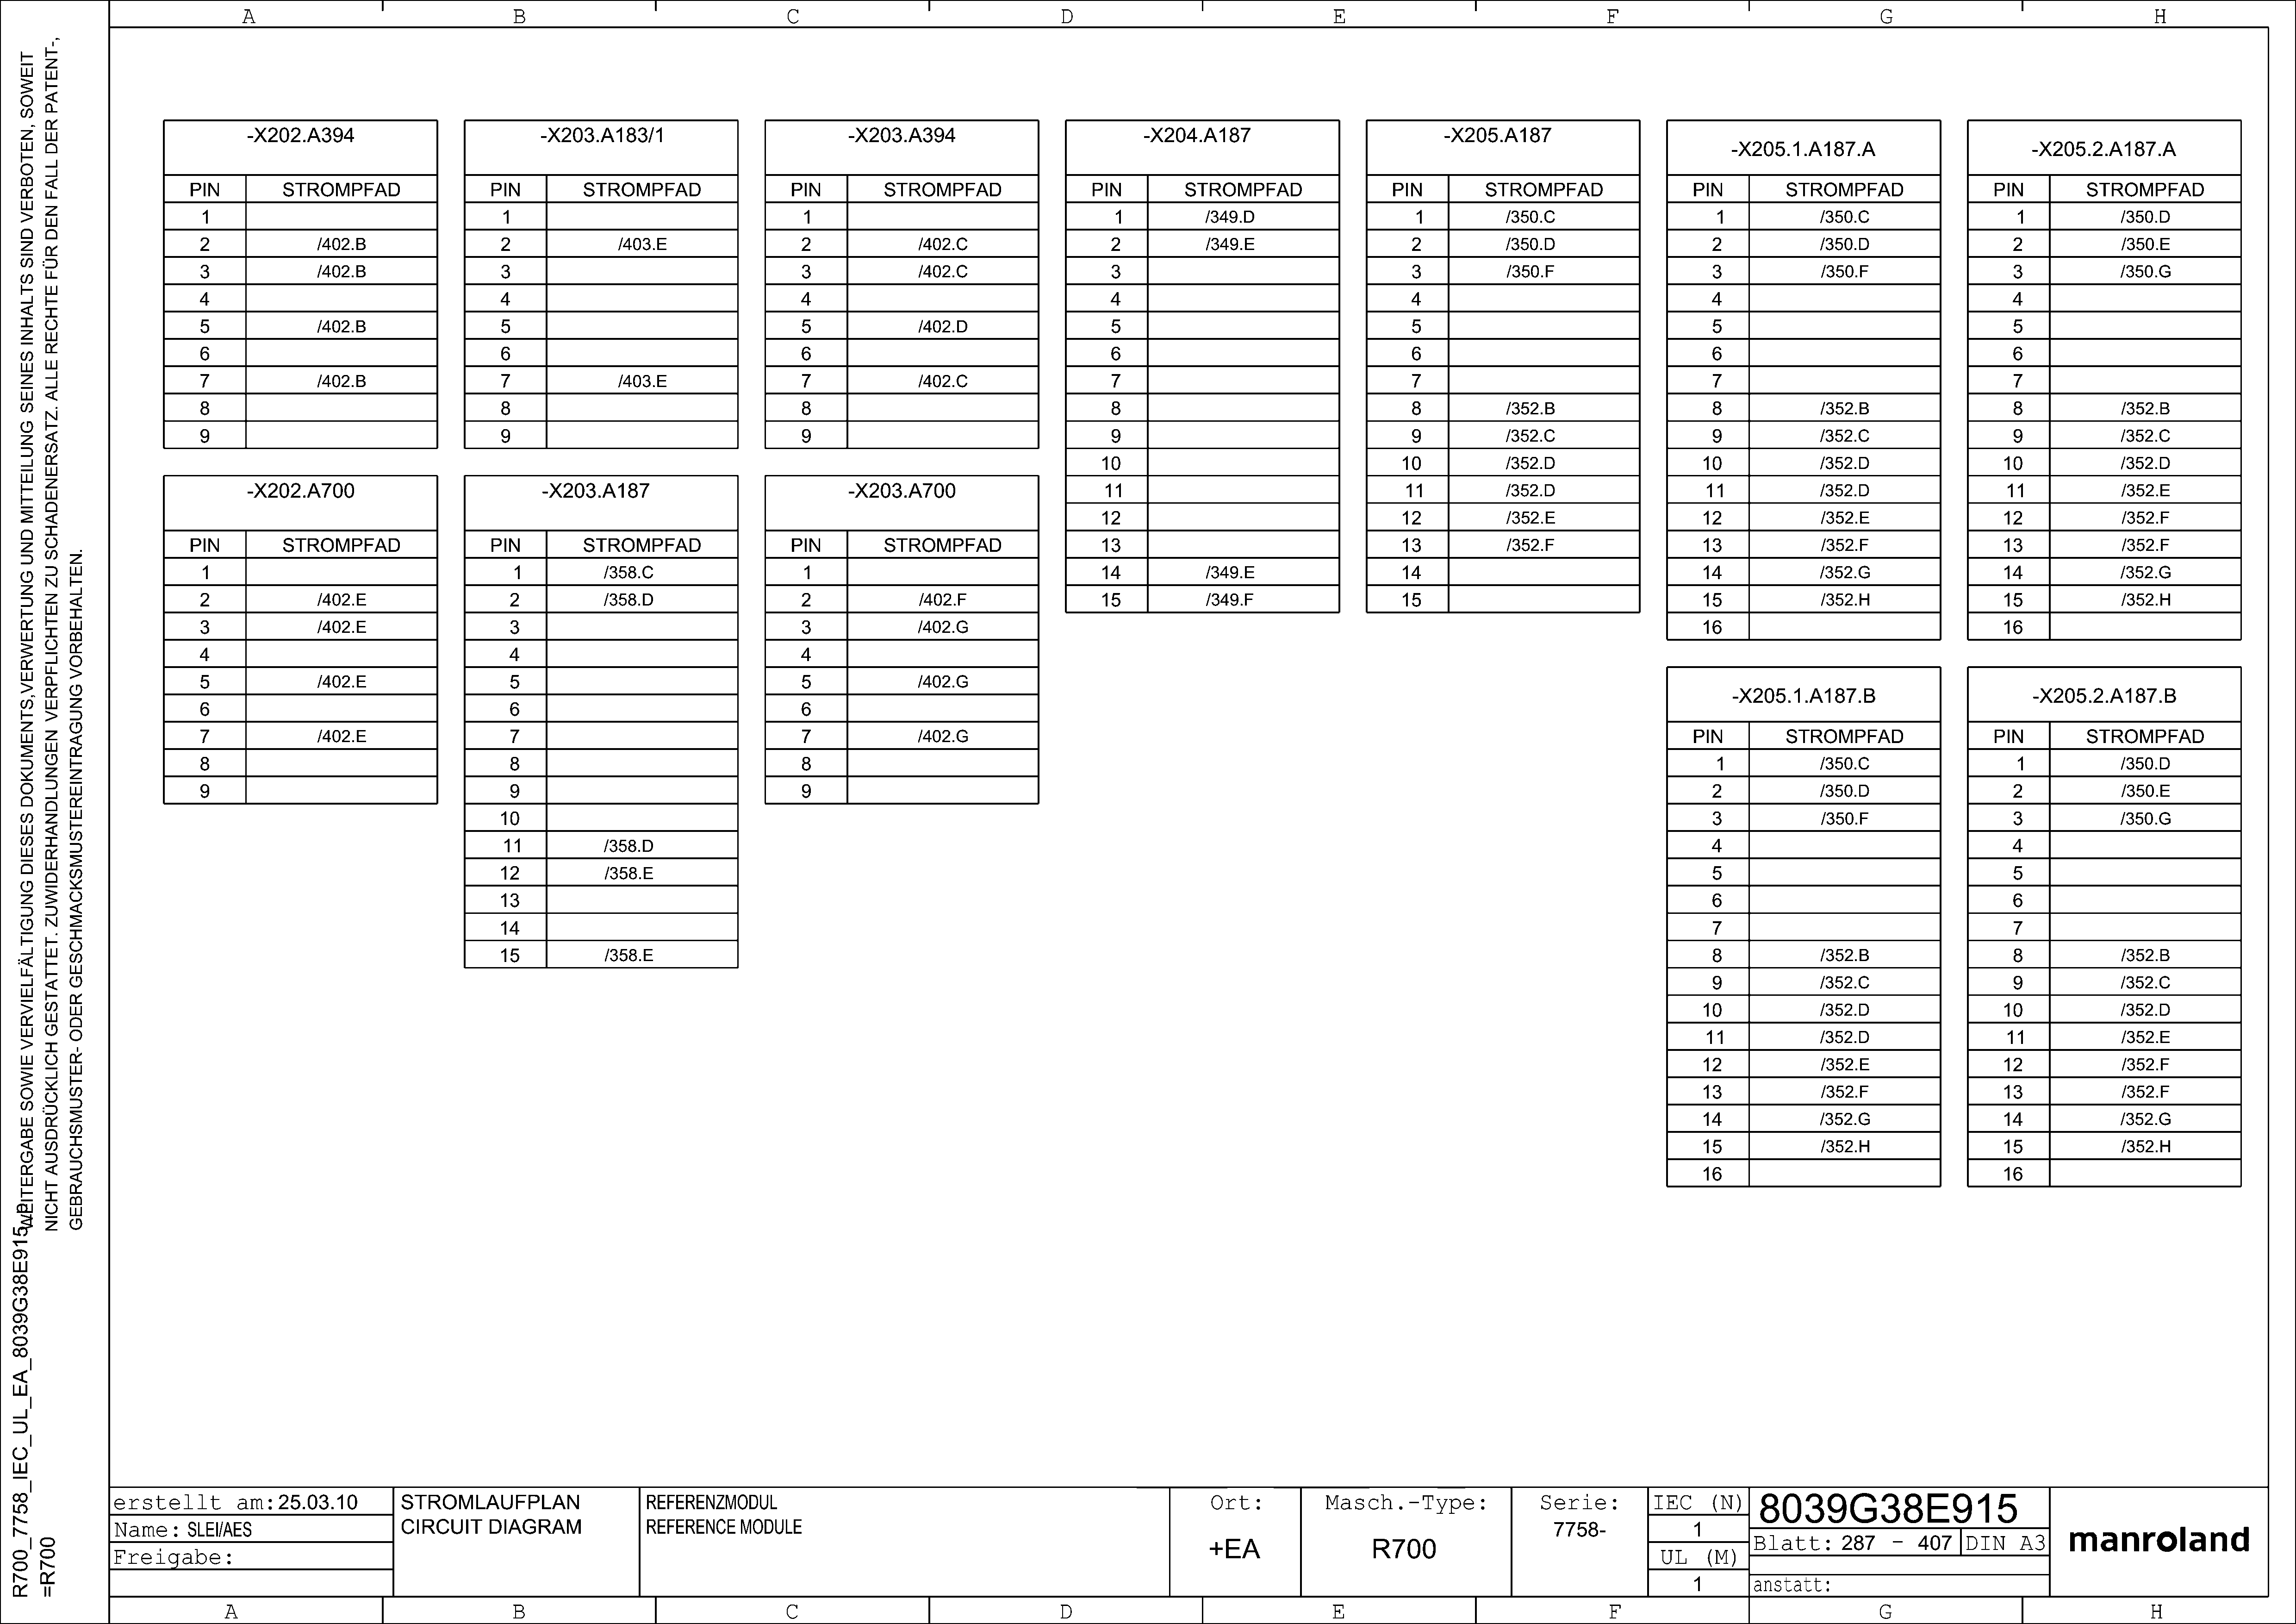 A B C D E F G H
WEITERGABE SOWIE VERVIELFÄLTIGUNG DIESES DOKUMENTS,VERWERTUNG UND MITTEILUNG SEINES INHALTS SIND VERBOTEN, SOWEIT
NICHT AUSDRÜCKLICH GESTATTET. ZUWIDERHANDLUNGEN VERPFLICHTEN ZU SCHADENERSATZ. ALLE RECHTE FÜR DEN FALL DER PATENT-,
GEBRAUCHSMUSTER- ODER GESCHMACKSMUSTEREINTRAGUNG VORBEHALTEN.
=R700
-X202.A394
PIN STROMPFAD
1
2 /402.B
3 /402.B
4
5 /402.B
6
7 /402.B
8
9
-X202.A700
PIN STROMPFAD
1
2 /402.E
3 /402.E
4
5 /402.E
6
7 /402.E
8
9
-X203.A183/1
PIN STROMPFAD
1
2 /403.E
3
4
5
6
7 /403.E
8
9
-X203.A187
PIN STROMPFAD
1 /358.C
2 /358.D
3
4
5
6
7
8
9
10
11 /358.D
12 /358.E
13
14
15 /358.E
-X203.A394
PIN STROMPFAD
1
2 /402.C
3 /402.C
4
5 /402.D
6
7 /402.C
8
9
-X203.A700
PIN STROMPFAD
1
2 /402.F
3 /402.G
4
5 /402.G
6
7 /402.G
8
9
-X204.A187
PIN STROMPFAD
1 /349.D
2 /349.E
3
4
5
6
7
8
9
10
11
12
13
14 /349.E
15 /349.F
-X205.A187
PIN STROMPFAD
1 /350.C
2 /350.D
3 /350.F
4
5
6
7
8 /352.B
9 /352.C
10 /352.D
11 /352.D
12 /352.E
13 /352.F
14
15
-X205.1.A187.A
PIN STROMPFAD
1 /350.C
2 /350.D
3 /350.F
4
5
6
7
8 /352.B
9 /352.C
10 /352.D
11 /352.D
12 /352.E
13 /352.F
14 /352.G
15 /352.H
16
-X205.1.A187.B
PIN STROMPFAD
1 /350.C
2 /350.D
3 /350.F
4
5
6
7
8 /352.B
9 /352.C
10 /352.D
11 /352.D
12 /352.E
13 /352.F
14 /352.G
15 /352.H
16
-X205.2.A187.A
PIN STROMPFAD
1 /350.D
2 /350.E
3 /350.G
4
5
6
7
8 /352.B
9 /352.C
10 /352.D
11 /352.E
12 /352.F
13 /352.F
14 /352.G
15 /352.H
16
-X205.2.A187.B
PIN STROMPFAD
1 /350.D
2 /350.E
3 /350.G
4
5
6
7
8 /352.B
9 /352.C
10 /352.D
11 /352.E
12 /352.F
13 /352.F
14 /352.G
15 /352.H
16
erstellt am: 25.03.10
Name: SLEI/AES
Freigabe:
STROMLAUFPLAN
CIRCUIT DIAGRAM
REFERENZMODUL
REFERENCE MODULE
Ort:
+EA
Masch.-Type:
R700
Serie:
7758-
IEC (N)
1
UL (M)
1
8039G38E915
Blatt: 287 - 407 DIN A3
anstatt:
manroland
A B C D E F G H